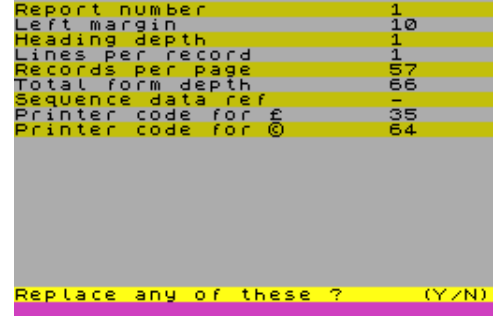 Report number 1
Left margin 10
Heading depth 1
Lines per record 1
Records per page 57
Total form depth 66
Sequence data ref -
Printer code for £ 35
Printer code for © 64
Replace any of these ? (Y/N)